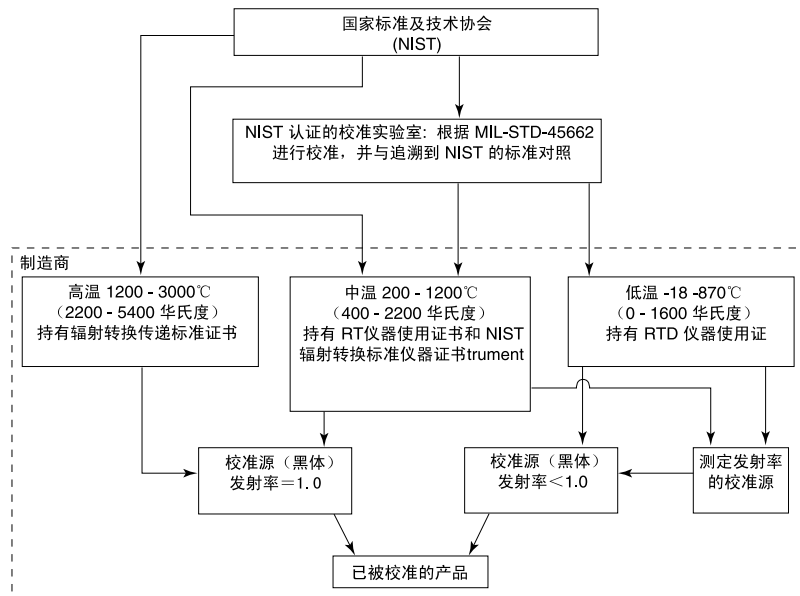 国家标准及技术协会
(NIST)
NIST 认证的校准实验室: 根据 MIL-STD-45662
进行校准，并与追溯到 NIST 的标准对照
制造商
高温 1200 - 3000℃
（2200 - 5400 华氏度）
持有辐射转换传递标准证书
中温 200 - 1200℃
（400 - 2200 华氏度）
持有 RT仪器使用证书和 NIST
辐射转换标准仪器证书trument
低温 -18 -870℃
（0 - 1600 华氏度）
持有 RTD 仪器使用证
校准源（黑体）
发射率＝1.0
校准源（黑体）
发射率＜1.0
测定发射率
的校准源
已被校准的产品